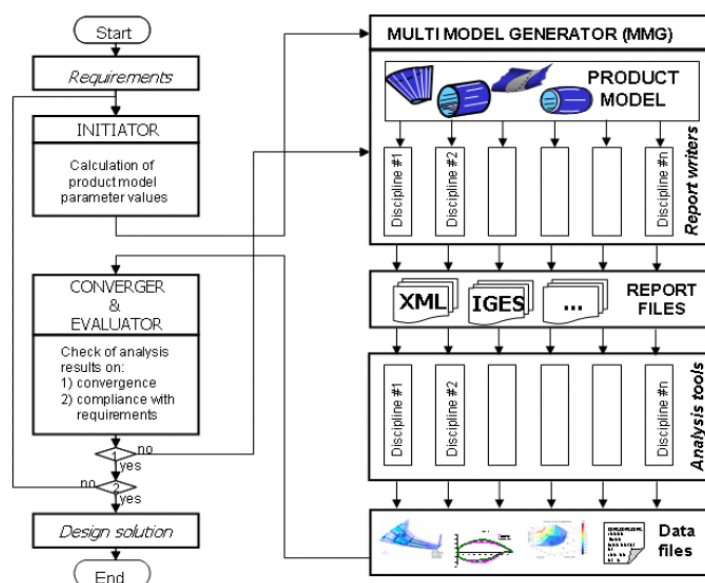 Start
Requirements
INITIATOR
Calculation of
product model
parameter values
CONVERGER
&
EVALUATOR
Check of analysis
results on:
1) convergence
2) compliance with
requirements
1
no
yes
no
2
yes
Design solution
End
MULTI MODEL GENERATOR (MMG)
PRODUCT
MODEL
Discipline #1
Discipline #2
Discipline #n
Report writers
XML
IGES
...
REPORT
FILES
Discipline #1
Discipline #2
Discipline #n
Analysis tools
Data
files